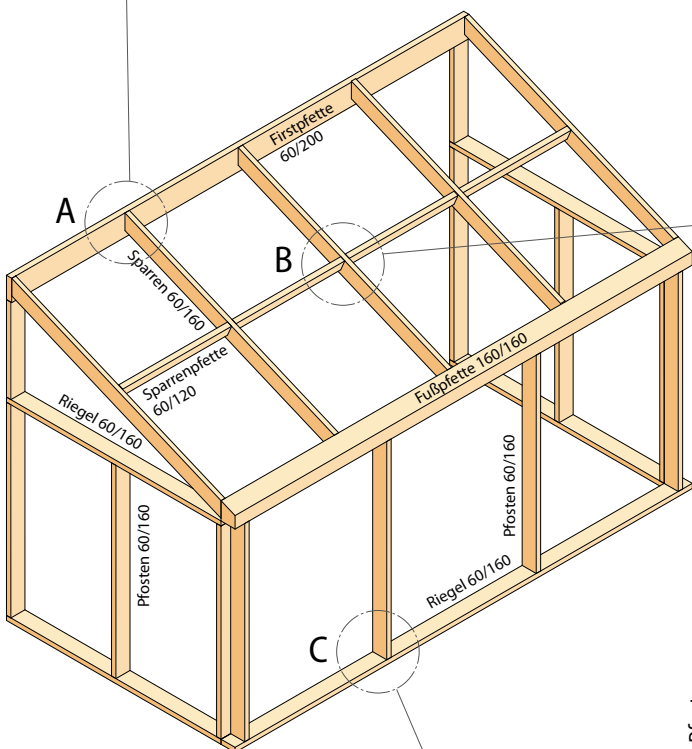 Firstpfette
60/200
A
B
Sparren 60/160
Sparrenpfette
60/120
Fußpfette 160/160
Riegel 60/160
Pfosten 60/160
Pfosten 60/160
Riegel 60/160
C